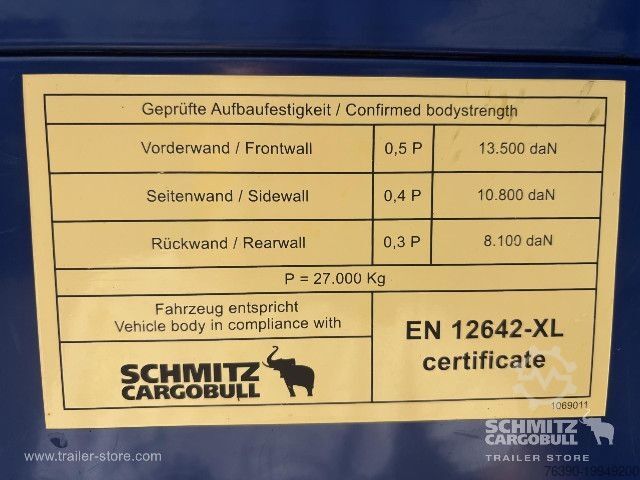 Geprüfte Aufbaufestigkeit / Confirmed bodystrength
Vorderwand / Frontwall 0,5 P 13.500 daN
Seitenwand / Sidewall 0,4 P 10.800 daN
Rückwand / Rearwall 0,3 P 8.100 daN
P = 27.000 Kg
Fahrzeug entspricht
Vehicle body in compliance with
SCHMITZ
CARGOBULL
EN 12642-XL
certificate
1069011
SCHMITZ
CARGOBULL
TRAILER STORE
www.trailer-store.com
76390-19949200